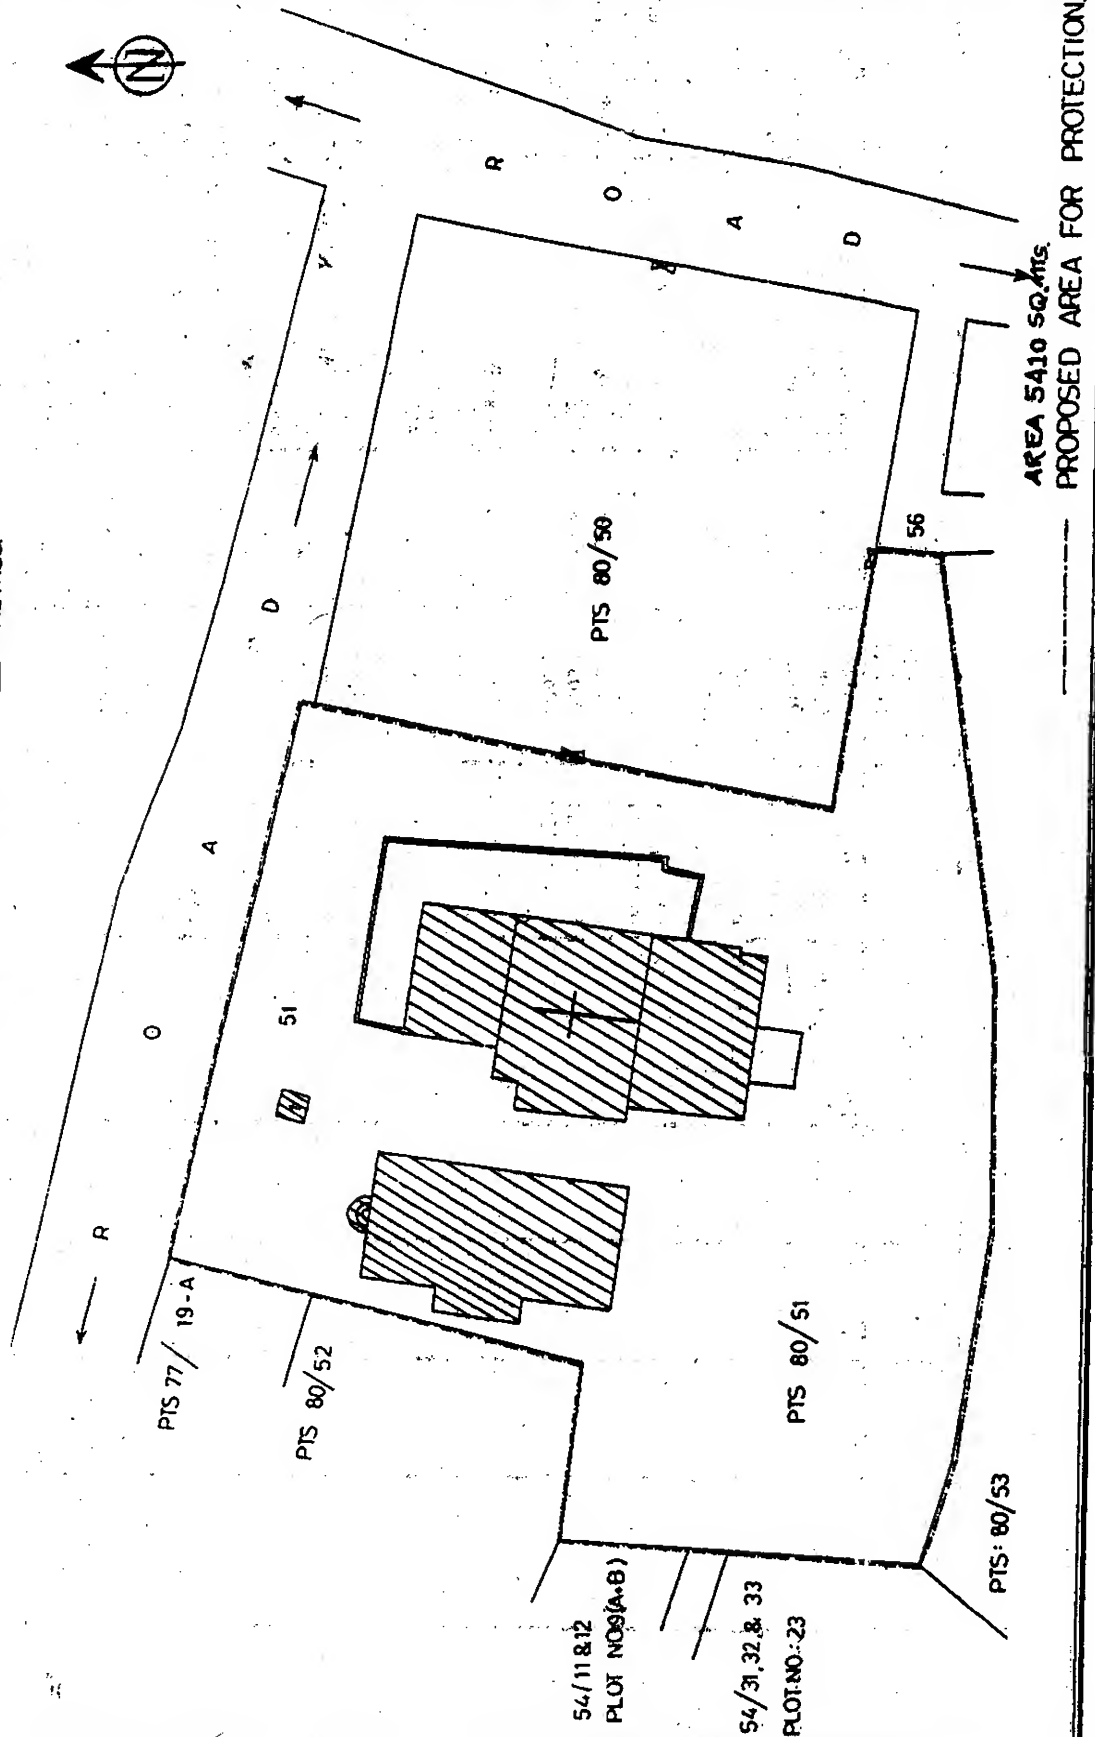 N
R O A D
R O A D
51
PTS 77/ 19-A
PTS 80/52
PTS 80/50
56
PTS 80/51
54/11 & 12
PLOT NO 9(A+B)
54/31,32,& 33
PLOT NO.:23
PTS: 80/53
AREA 5410 SQ.MTS.
PROPOSED AREA FOR PROTECTION.